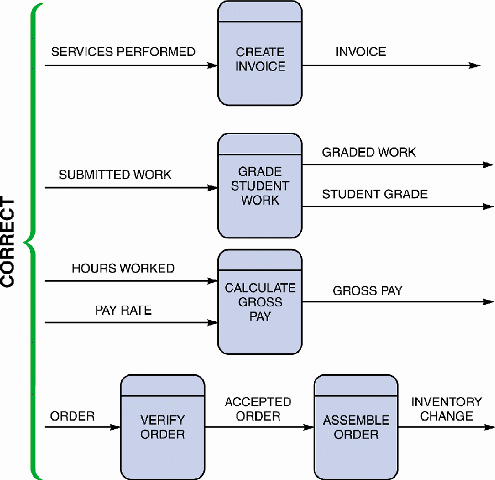 CORRECT
SERVICES PERFORMED
CREATE
INVOICE
INVOICE
SUBMITTED WORK
GRADE
STUDENT
WORK
GRADED WORK
STUDENT GRADE
HOURS WORKED
PAY RATE
CALCULATE
GROSS
PAY
GROSS PAY
ORDER
VERIFY
ORDER
ACCEPTED
ORDER
ASSEMBLE
ORDER
INVENTORY
CHANGE